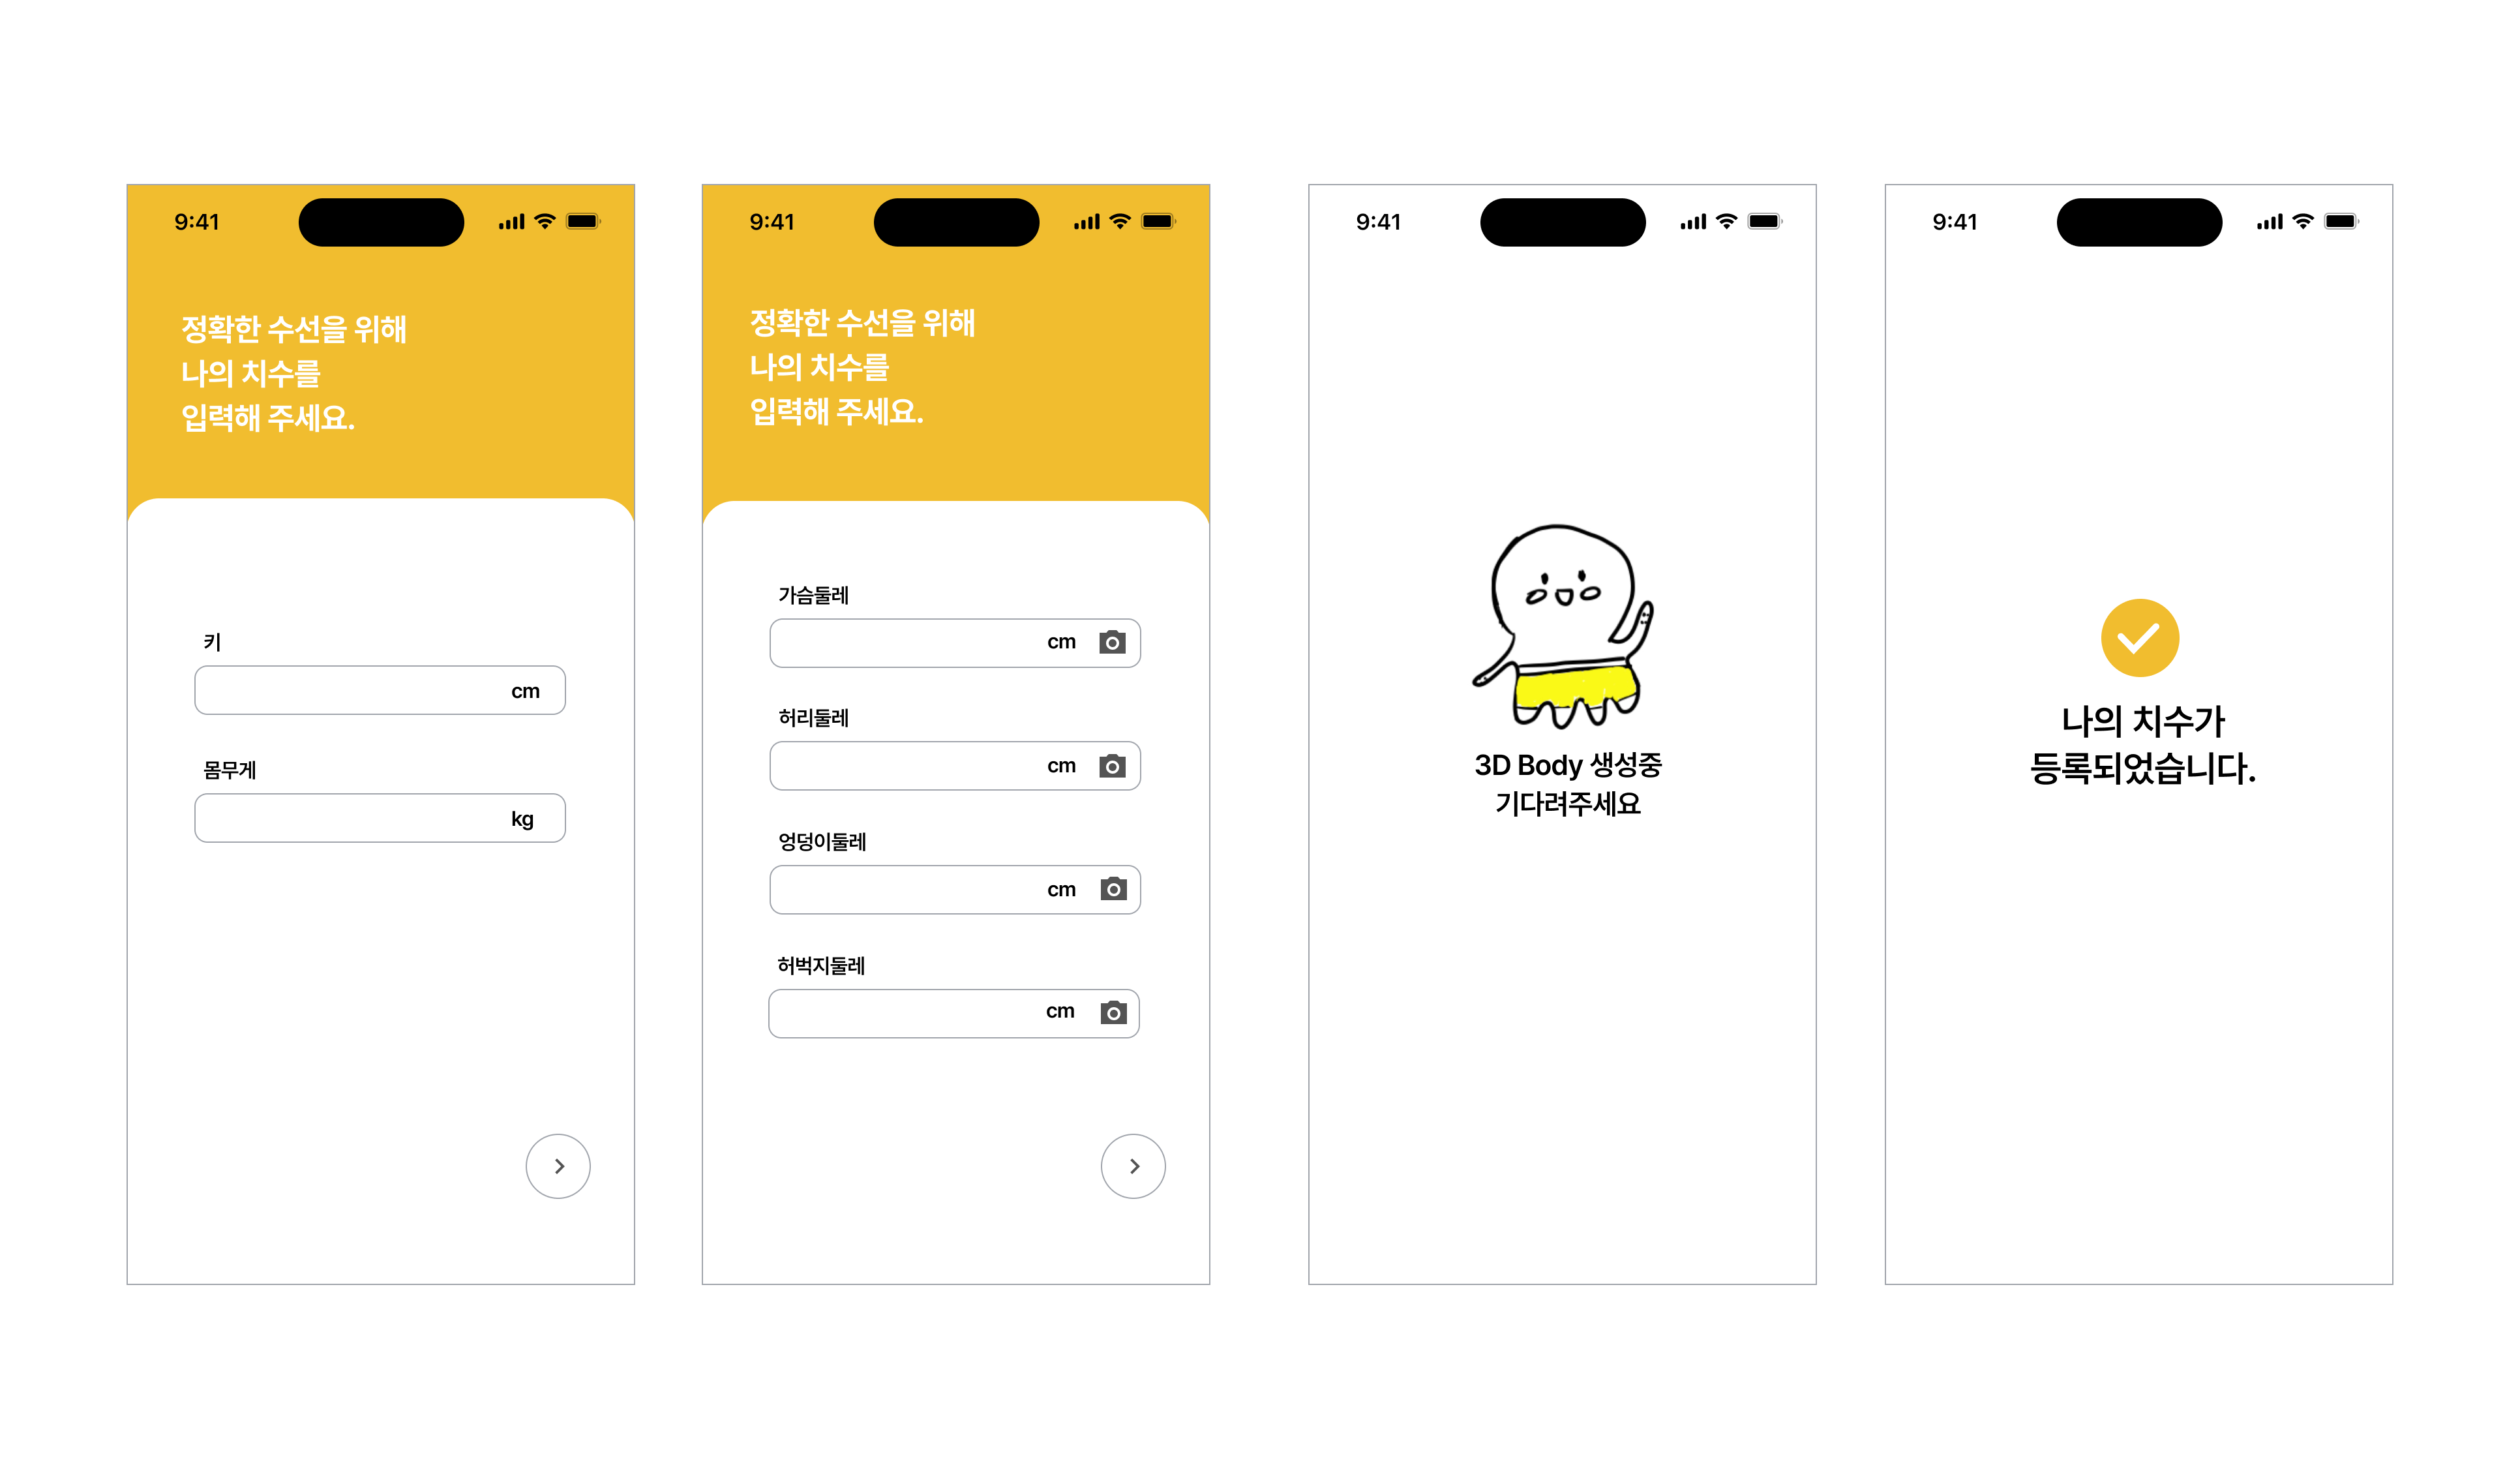 9:41
정확한 수선을 위해
나의 치수를
입력해 주세요.
키
cm
몸무게
kg
9:41
정확한 수선을 위해
나의 치수를
입력해 주세요.
가슴둘레
cm
허리둘레
cm
엉덩이둘레
cm
허벅지둘레
cm
9:41
3D Body 생성중
기다려주세요
9:41
나의 치수가
등록되었습니다.